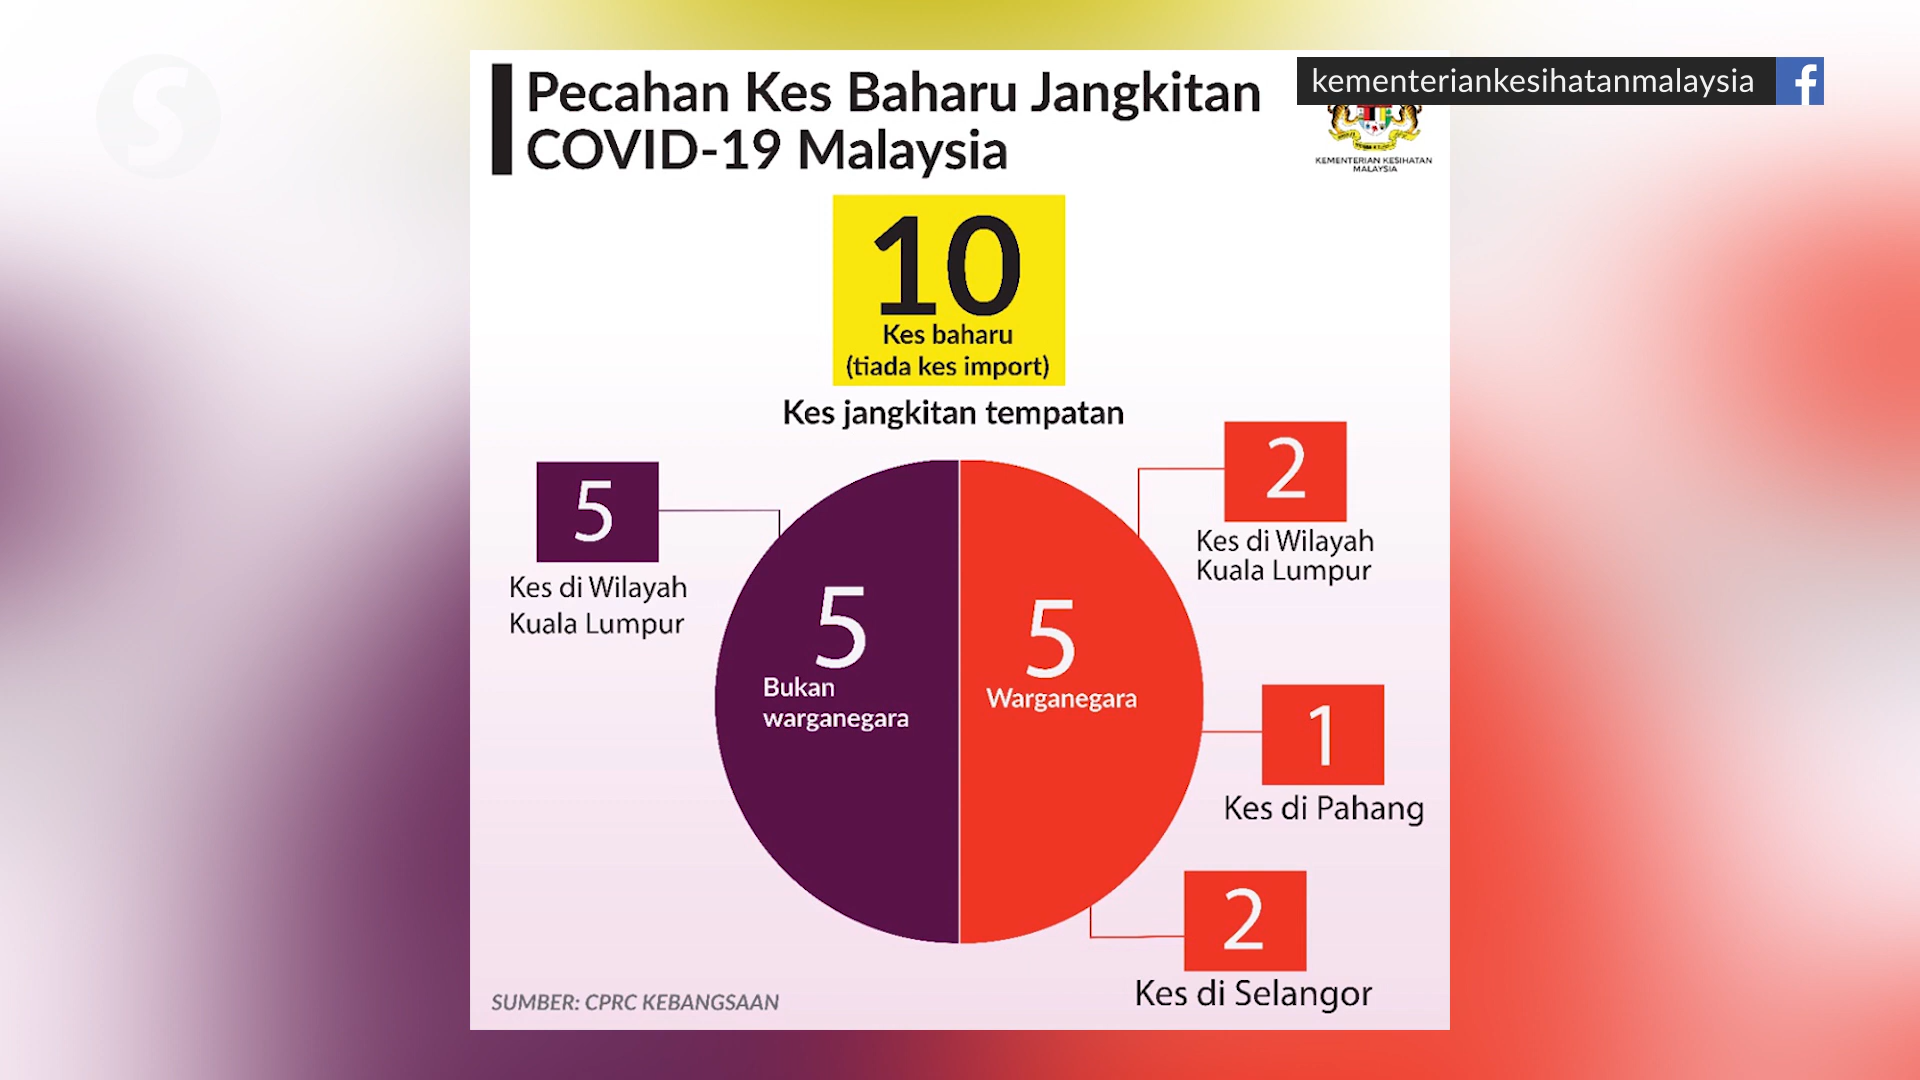 kementeriankesihatanmalaysia
Pecahan Kes Baharu Jangkitan
COVID-19 Malaysia
KEMENTERIAN KESIHATAN
MALAYSIA
10
Kes baharu
(tiada kes import)
Kes jangkitan tempatan
5
Kes di Wilayah
Kuala Lumpur
5
Bukan
warganegara
5
Warganegara
2
Kes di Wilayah
Kuala Lumpur
1
Kes di Pahang
2
Kes di Selangor
SUMBER: CPRC KEBANGSAAN